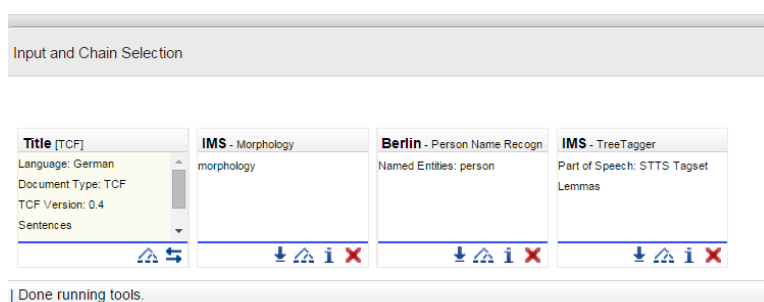 Input and Chain Selection
Title [TCF]
Language: German
Document Type: TCF
TCF Version: 0.4
Sentences
IMS - Morphology
morphology
Berlin - Person Name Recogn
Named Entities: person
IMS - TreeTagger
Part of Speech: STTS Tagset
Lemmas
| Done running tools.